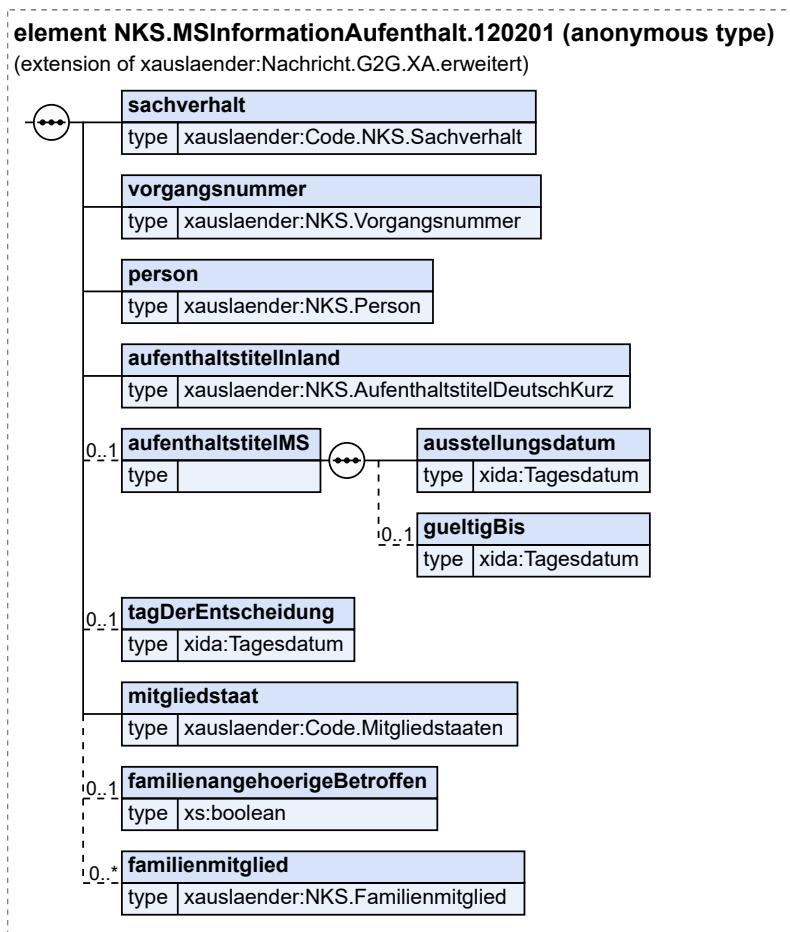 element NKS.MSInformationAufenthalt.120201 (anonymous type)
(extension of xauslaender:Nachricht.G2G.XA.erweitert)
sachverhalt
type xauslaender:Code.NKS.Sachverhalt
vorgangsnummer
type xauslaender:NKS.Vorgangsnummer
person
type xauslaender:NKS.Person
aufenthaltstitelInland
type xauslaender:NKS.AufenthaltstitelDeutschKurz
0..1
aufenthaltstitelMS
type
ausstellungsdatum
type xida:Tagesdatum
0..1
gueltigBis
type xida:Tagesdatum
0..1
tagDerEntscheidung
type xida:Tagesdatum
mitgliedstaat
type xauslaender:Code.Mitgliedstaaten
0..1
familienangehoerigeBetroffen
type xs:boolean
0..*
familienmitglied
type xauslaender:NKS.Familienmitglied